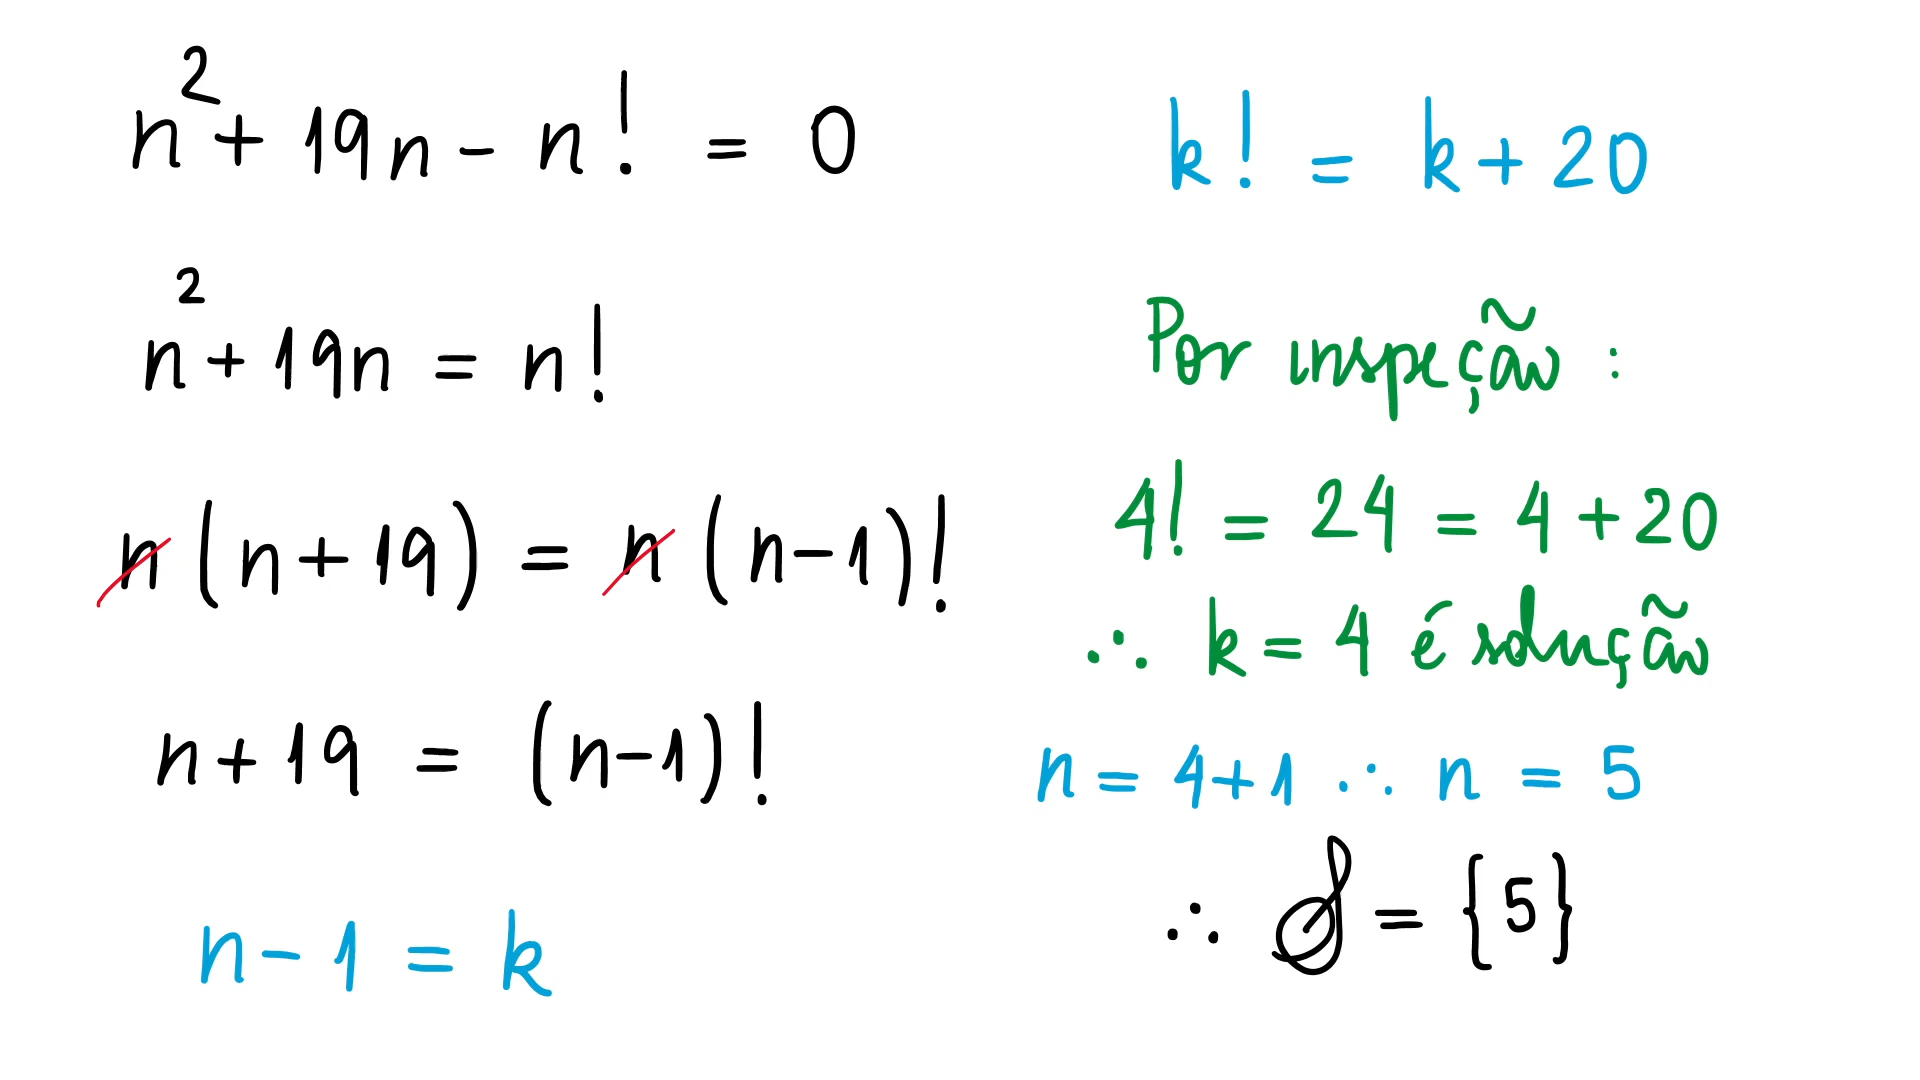 n² + 19n - n! = 0
n² + 19n = n!
n(n + 19) = n(n-1)!
n + 19 = (n-1)!
n - 1 = k
k! = k + 20
Por inspeção:
4! = 24 = 4 + 20
∴ k = 4 é solução
n = 4+1 ∴ n = 5
∴ S = {5}